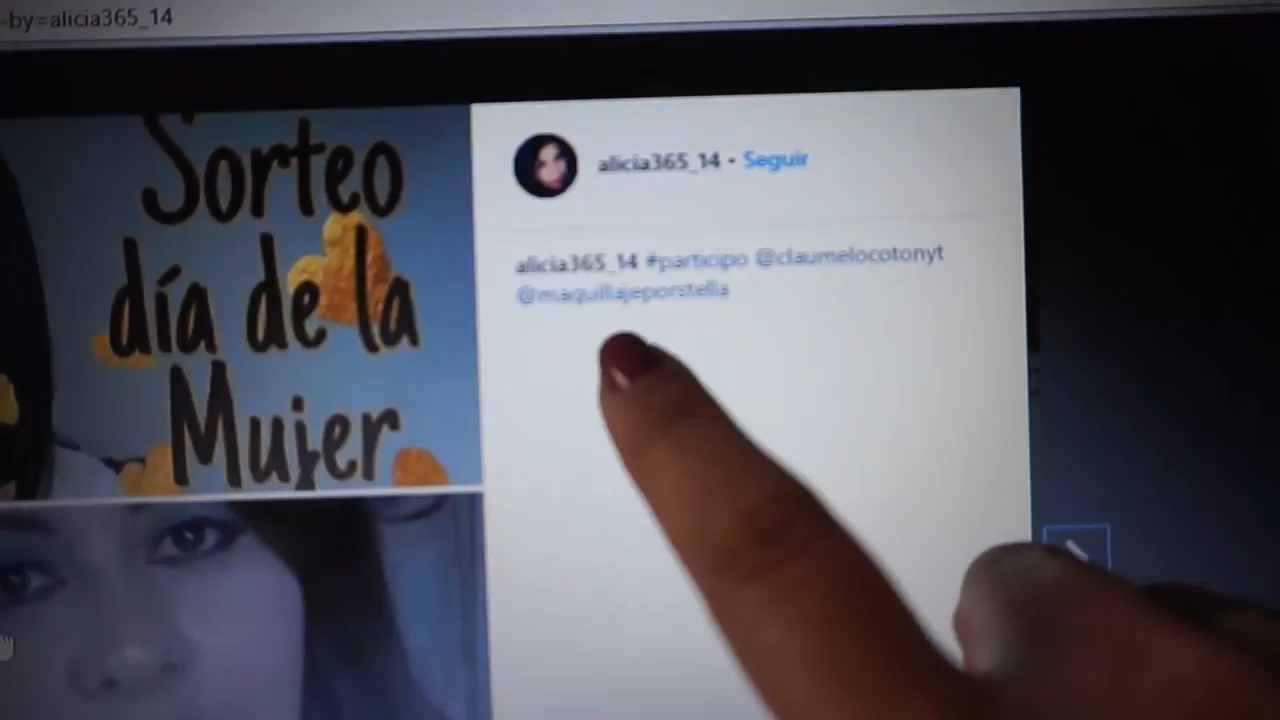 -by=alicia365_14
Sorteo
día de la
Mujer
alicia365_14 • Seguir
alicia365_14 #participo @claumelocotonyt
@maquillajeporstella